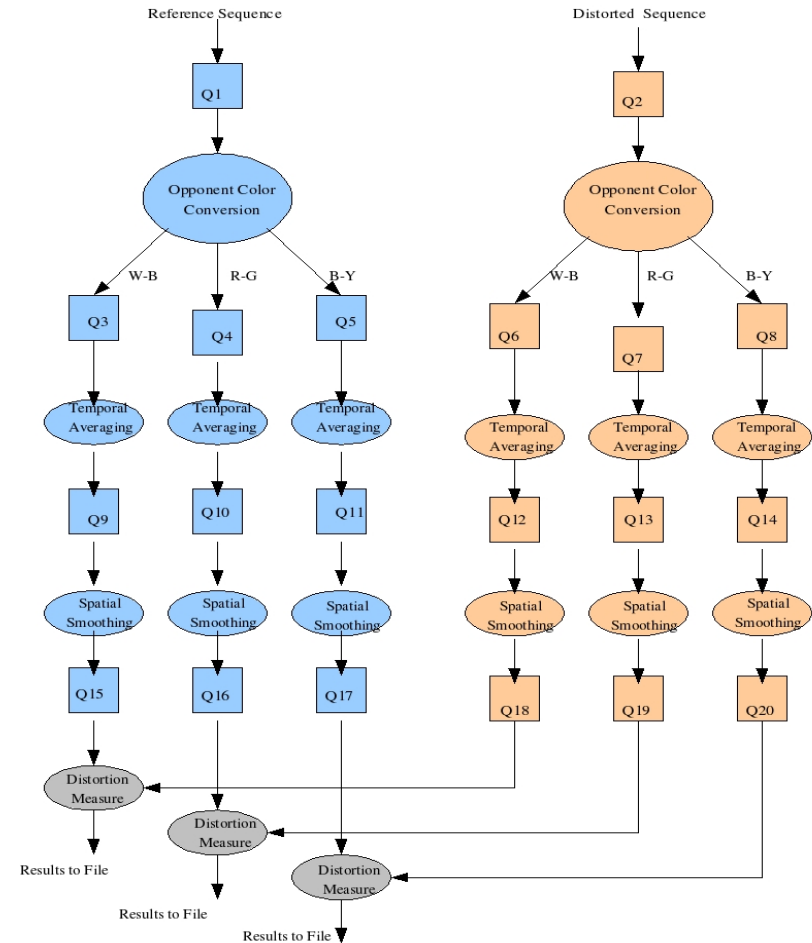 Reference Sequence
Distorted Sequence
Q1
Q2
Opponent Color
Conversion
Opponent Color
Conversion
W-B
R-G
B-Y
W-B
R-G
B-Y
Q3
Q4
Q5
Q6
Q7
Q8
Temporal
Averaging
Temporal
Averaging
Temporal
Averaging
Temporal
Averaging
Temporal
Averaging
Temporal
Averaging
Q9
Q10
Q11
Q12
Q13
Q14
Spatial
Smoothing
Spatial
Smoothing
Spatial
Smoothing
Spatial
Smoothing
Spatial
Smoothing
Spatial
Smoothing
Q15
Q16
Q17
Q18
Q19
Q20
Distortion
Measure
Distortion
Measure
Distortion
Measure
Results to File
Results to File
Results to File